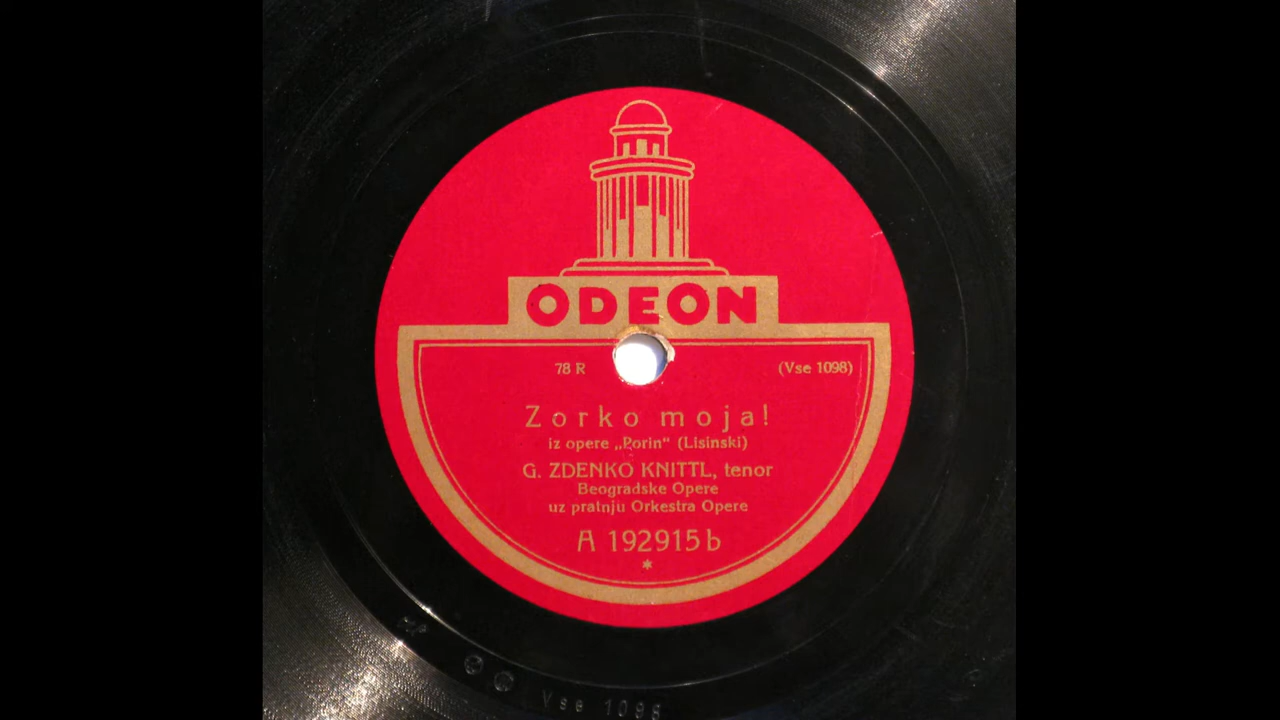 ODEON
78 R (Vse 1098)
Zorko moja!
iz opere „Porin“ (Lisinski)
G. ZDENKO KNITTL, tenor
Beogradske Opere
uz pratnju Orkestra Opere
A 192915 b
*
Vse 1098